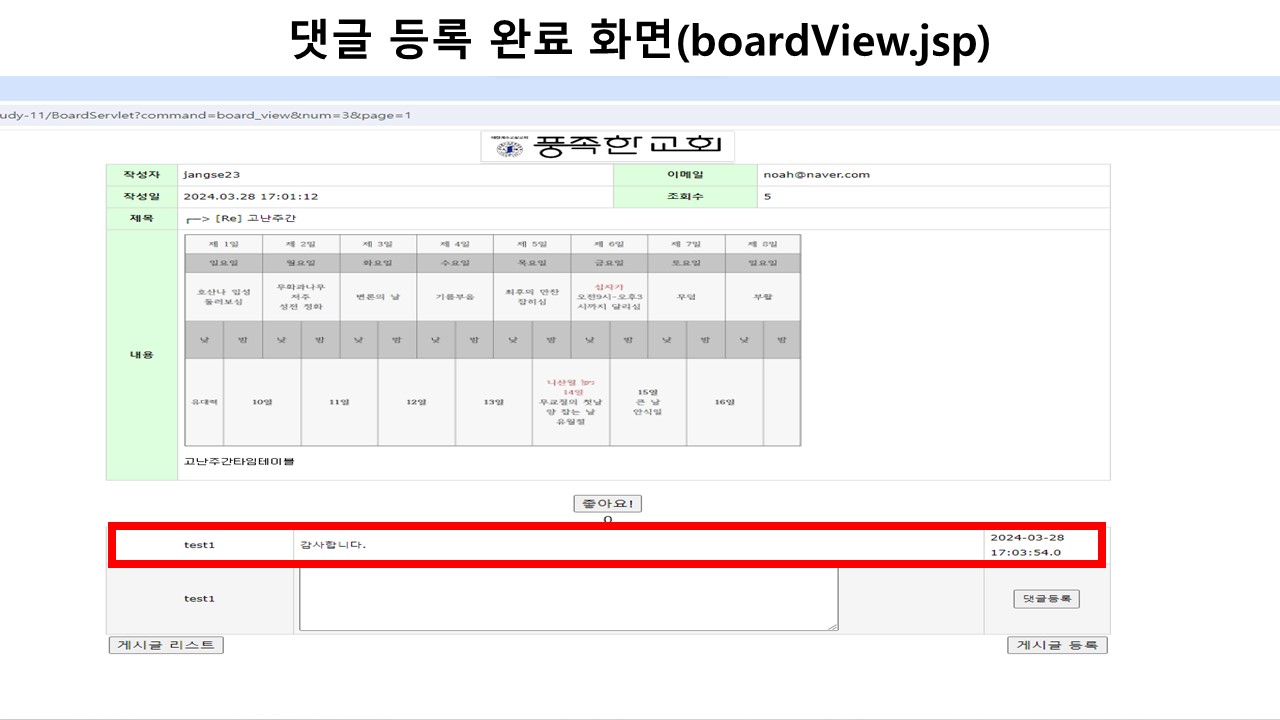 댓글 등록 완료 화면(boardView.jsp)
udy-11/BoardServlet?command=board_view&num=3&page=1
풍족한교회
작성자 jangse23 이메일 noah@naver.com
작성일 2024.03.28 17:01:12 조회수 5
제목 ┌─> [Re] 고난주간
내용
제 1일 제 2일 제 3일 제 4일 제 5일 제 6일 제 7일 제 8일
일요일 월요일 화요일 수요일 목요일 금요일 토요일 일요일
호산나 입성
둘러보심
무화과나무
저주
성전 정화
변론의 날
기름부음
최후의 만찬
잡히심
십자가
오전9시-오후3
시까지 달리심
무덤
부활
낮 밤 낮 밤 낮 밤 낮 밤 낮 밤 낮 밤 낮 밤 낮 밤
유대력
10일
11일
12일
13일
니산월
14일
무교절의 첫날
양 잡는 날
유월절
15일
큰 날
안식일
16일
고난주간타임테이블
좋아요!
0
test1 감사합니다. 2024-03-28
17:03:54.0
test1 댓글등록
게시글 리스트 게시글 등록